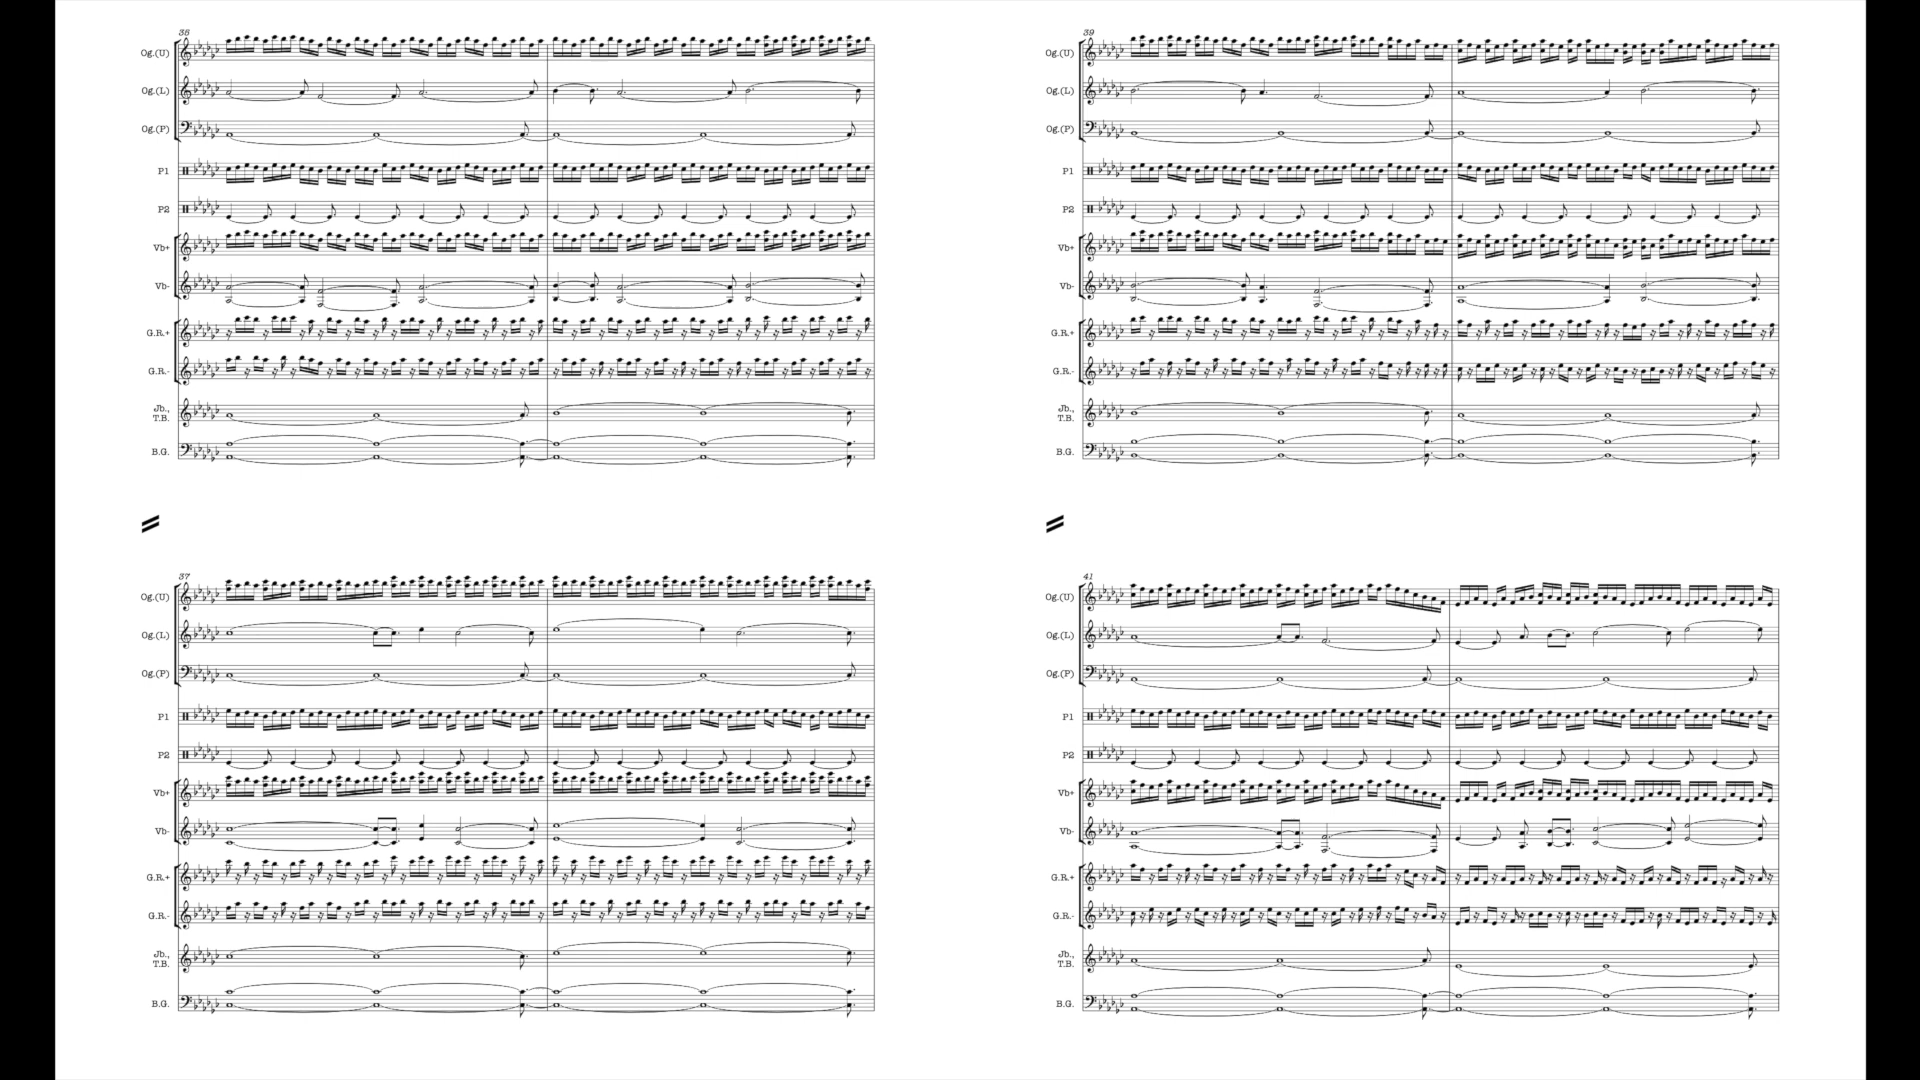 35
Og.(U)
Og.(L)
Og.(P)
P1
P2
Vb+
Vb-
G.R.+
G.R.-
Jb.,
T.B.
B.G.
37
Og.(U)
Og.(L)
Og.(P)
P1
P2
Vb+
Vb-
G.R.+
G.R.-
Jb.,
T.B.
B.G.
39
Og.(U)
Og.(L)
Og.(P)
P1
P2
Vb+
Vb-
G.R.+
G.R.-
Jb.,
T.B.
B.G.
41
Og.(U)
Og.(L)
Og.(P)
P1
P2
Vb+
Vb-
G.R.+
G.R.-
Jb.,
T.B.
B.G.